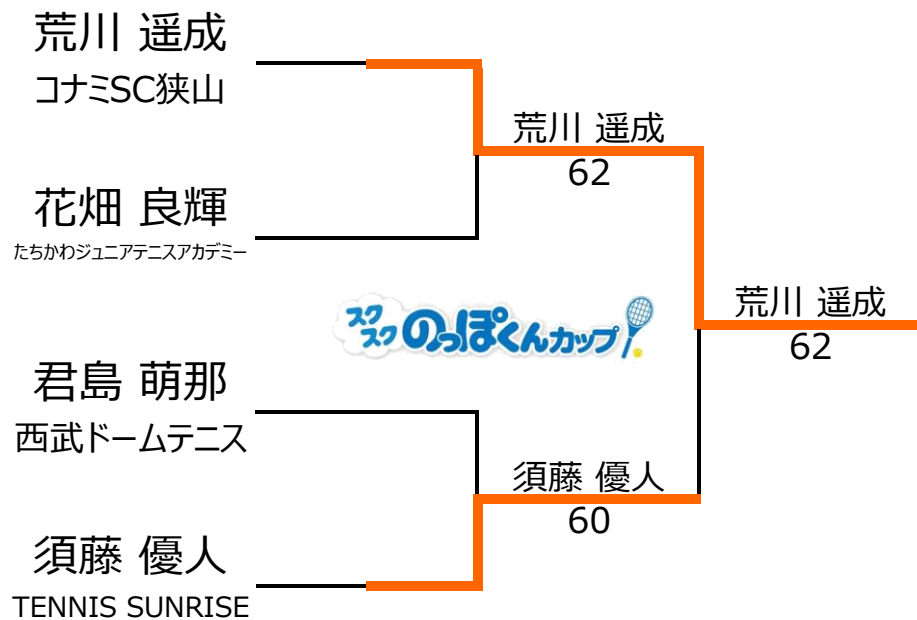 荒川 遥成
コナミSC狭山
荒川 遥成
62
花畑 良輝
たちかわジュニアテニスアカデミー
荒川 遥成
62
スク
スク
のっぽくんカップ
君島 萌那
西武ドームテニス
須藤 優人
60
須藤 優人
TENNIS SUNRISE